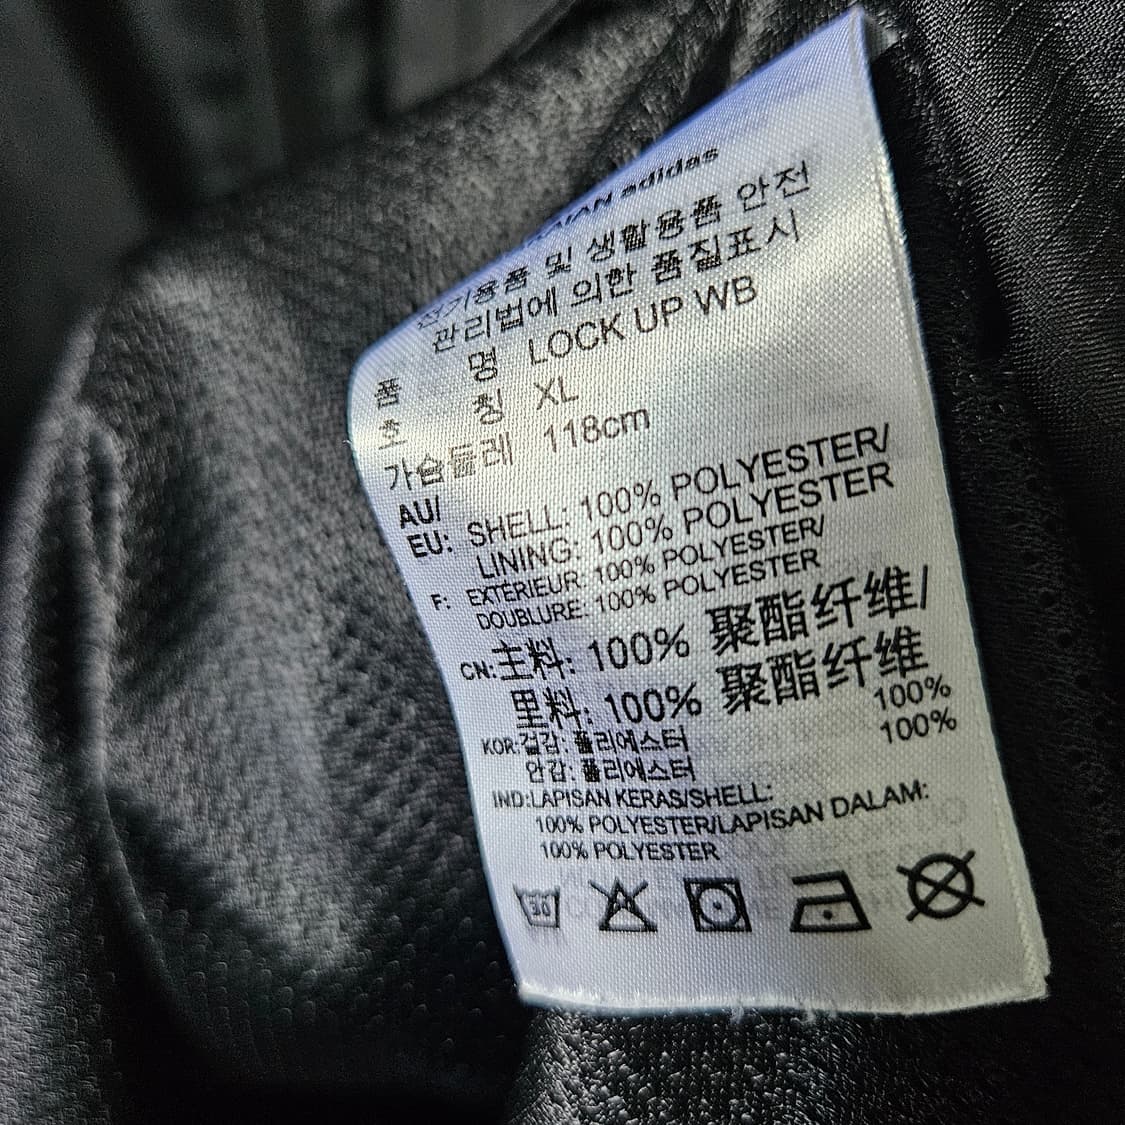 adidas
전기용품 및 생활용품 안전
관리법에 의한 품질표시
품 명 LOCK UP WB
호 칭 XL
가슴둘레 118cm
AU/
EU: SHELL: 100% POLYESTER/
LINING: 100% POLYESTER
F: EXTERIEUR: 100% POLYESTER/
DOUBLURE: 100% POLYESTER
CN:主料: 100% 聚酯纤维/
里料: 100% 聚酯纤维
KOR:겉감: 폴리에스터 100%
안감: 폴리에스터 100%
IND:LAPISAN KERAS/SHELL:
100% POLYESTER/LAPISAN DALAM:
100% POLYESTER
30